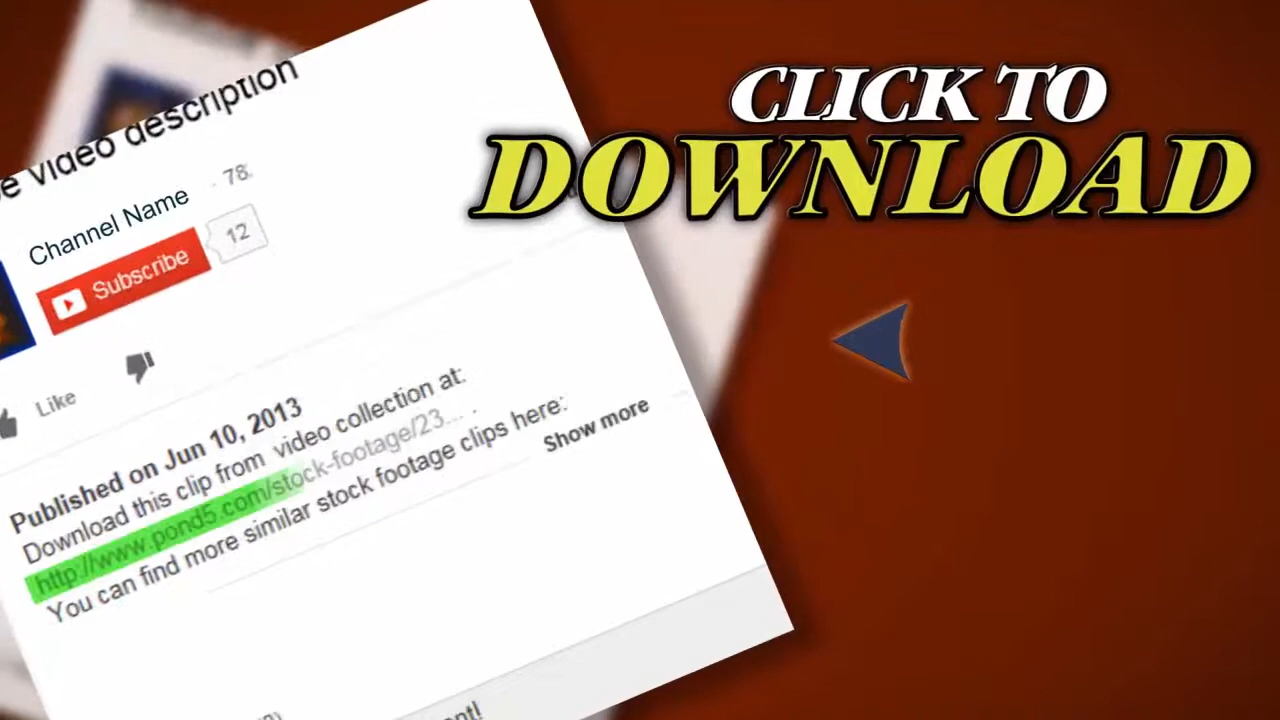 CLICK TO
DOWNLOAD
video description
Channel Name
78
Subscribe
12
Like
Published on Jun 10, 2013
Download this clip from video collection at:
http://www.pond5.com/stock-footage/23...
You can find more similar stock footage clips here:
Show more